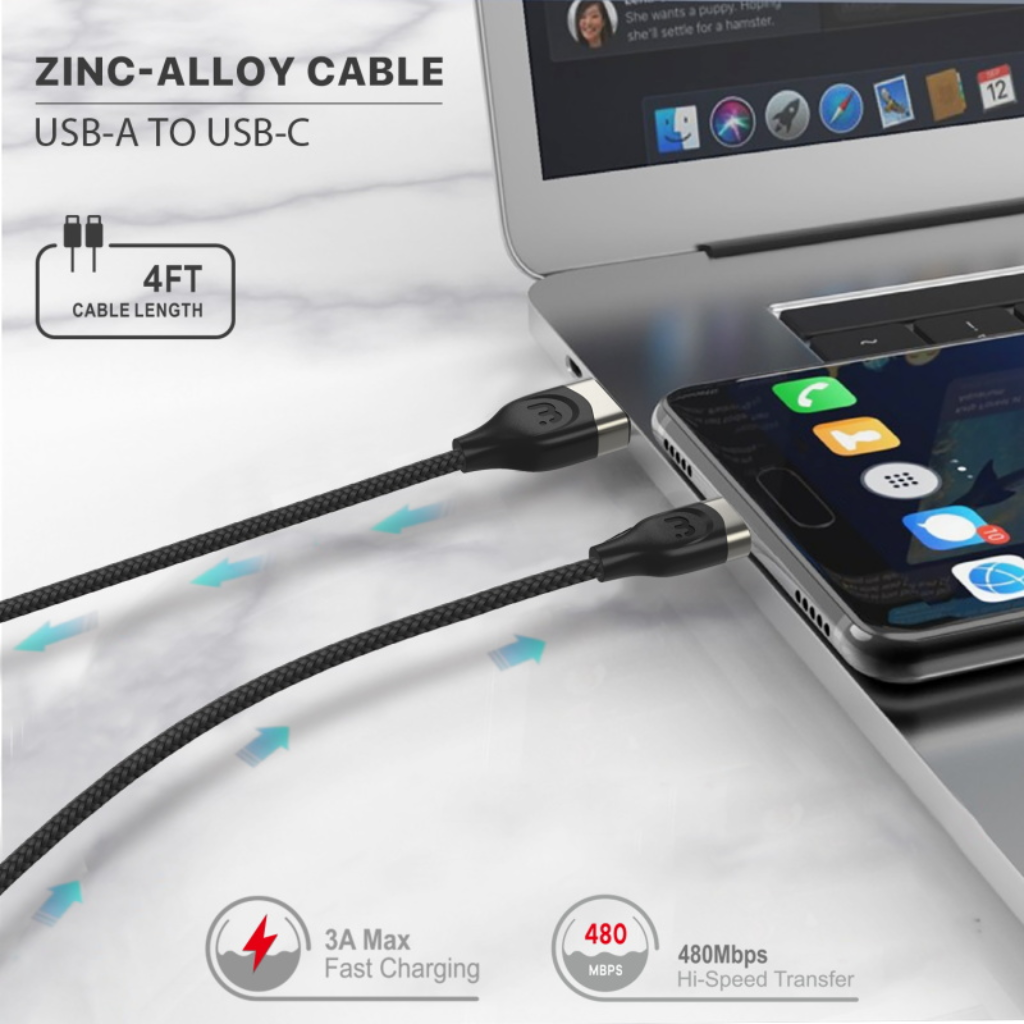 She wants a puppy. Hoping
she'll settle for a hamster.
12
ZINC-ALLOY CABLE
USB-A TO USB-C
4FT
CABLE LENGTH
~
!
10
3A Max
Fast Charging
480
MBPS
480Mbps
Hi-Speed Transfer